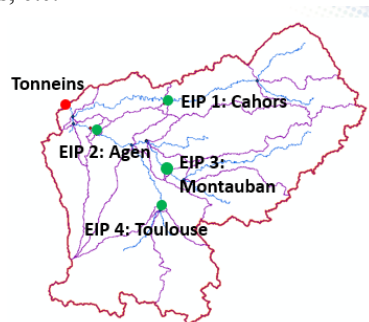 Tonneins
EIP 1: Cahors
EIP 2: Agen
EIP 3:
Montauban
EIP 4: Toulouse